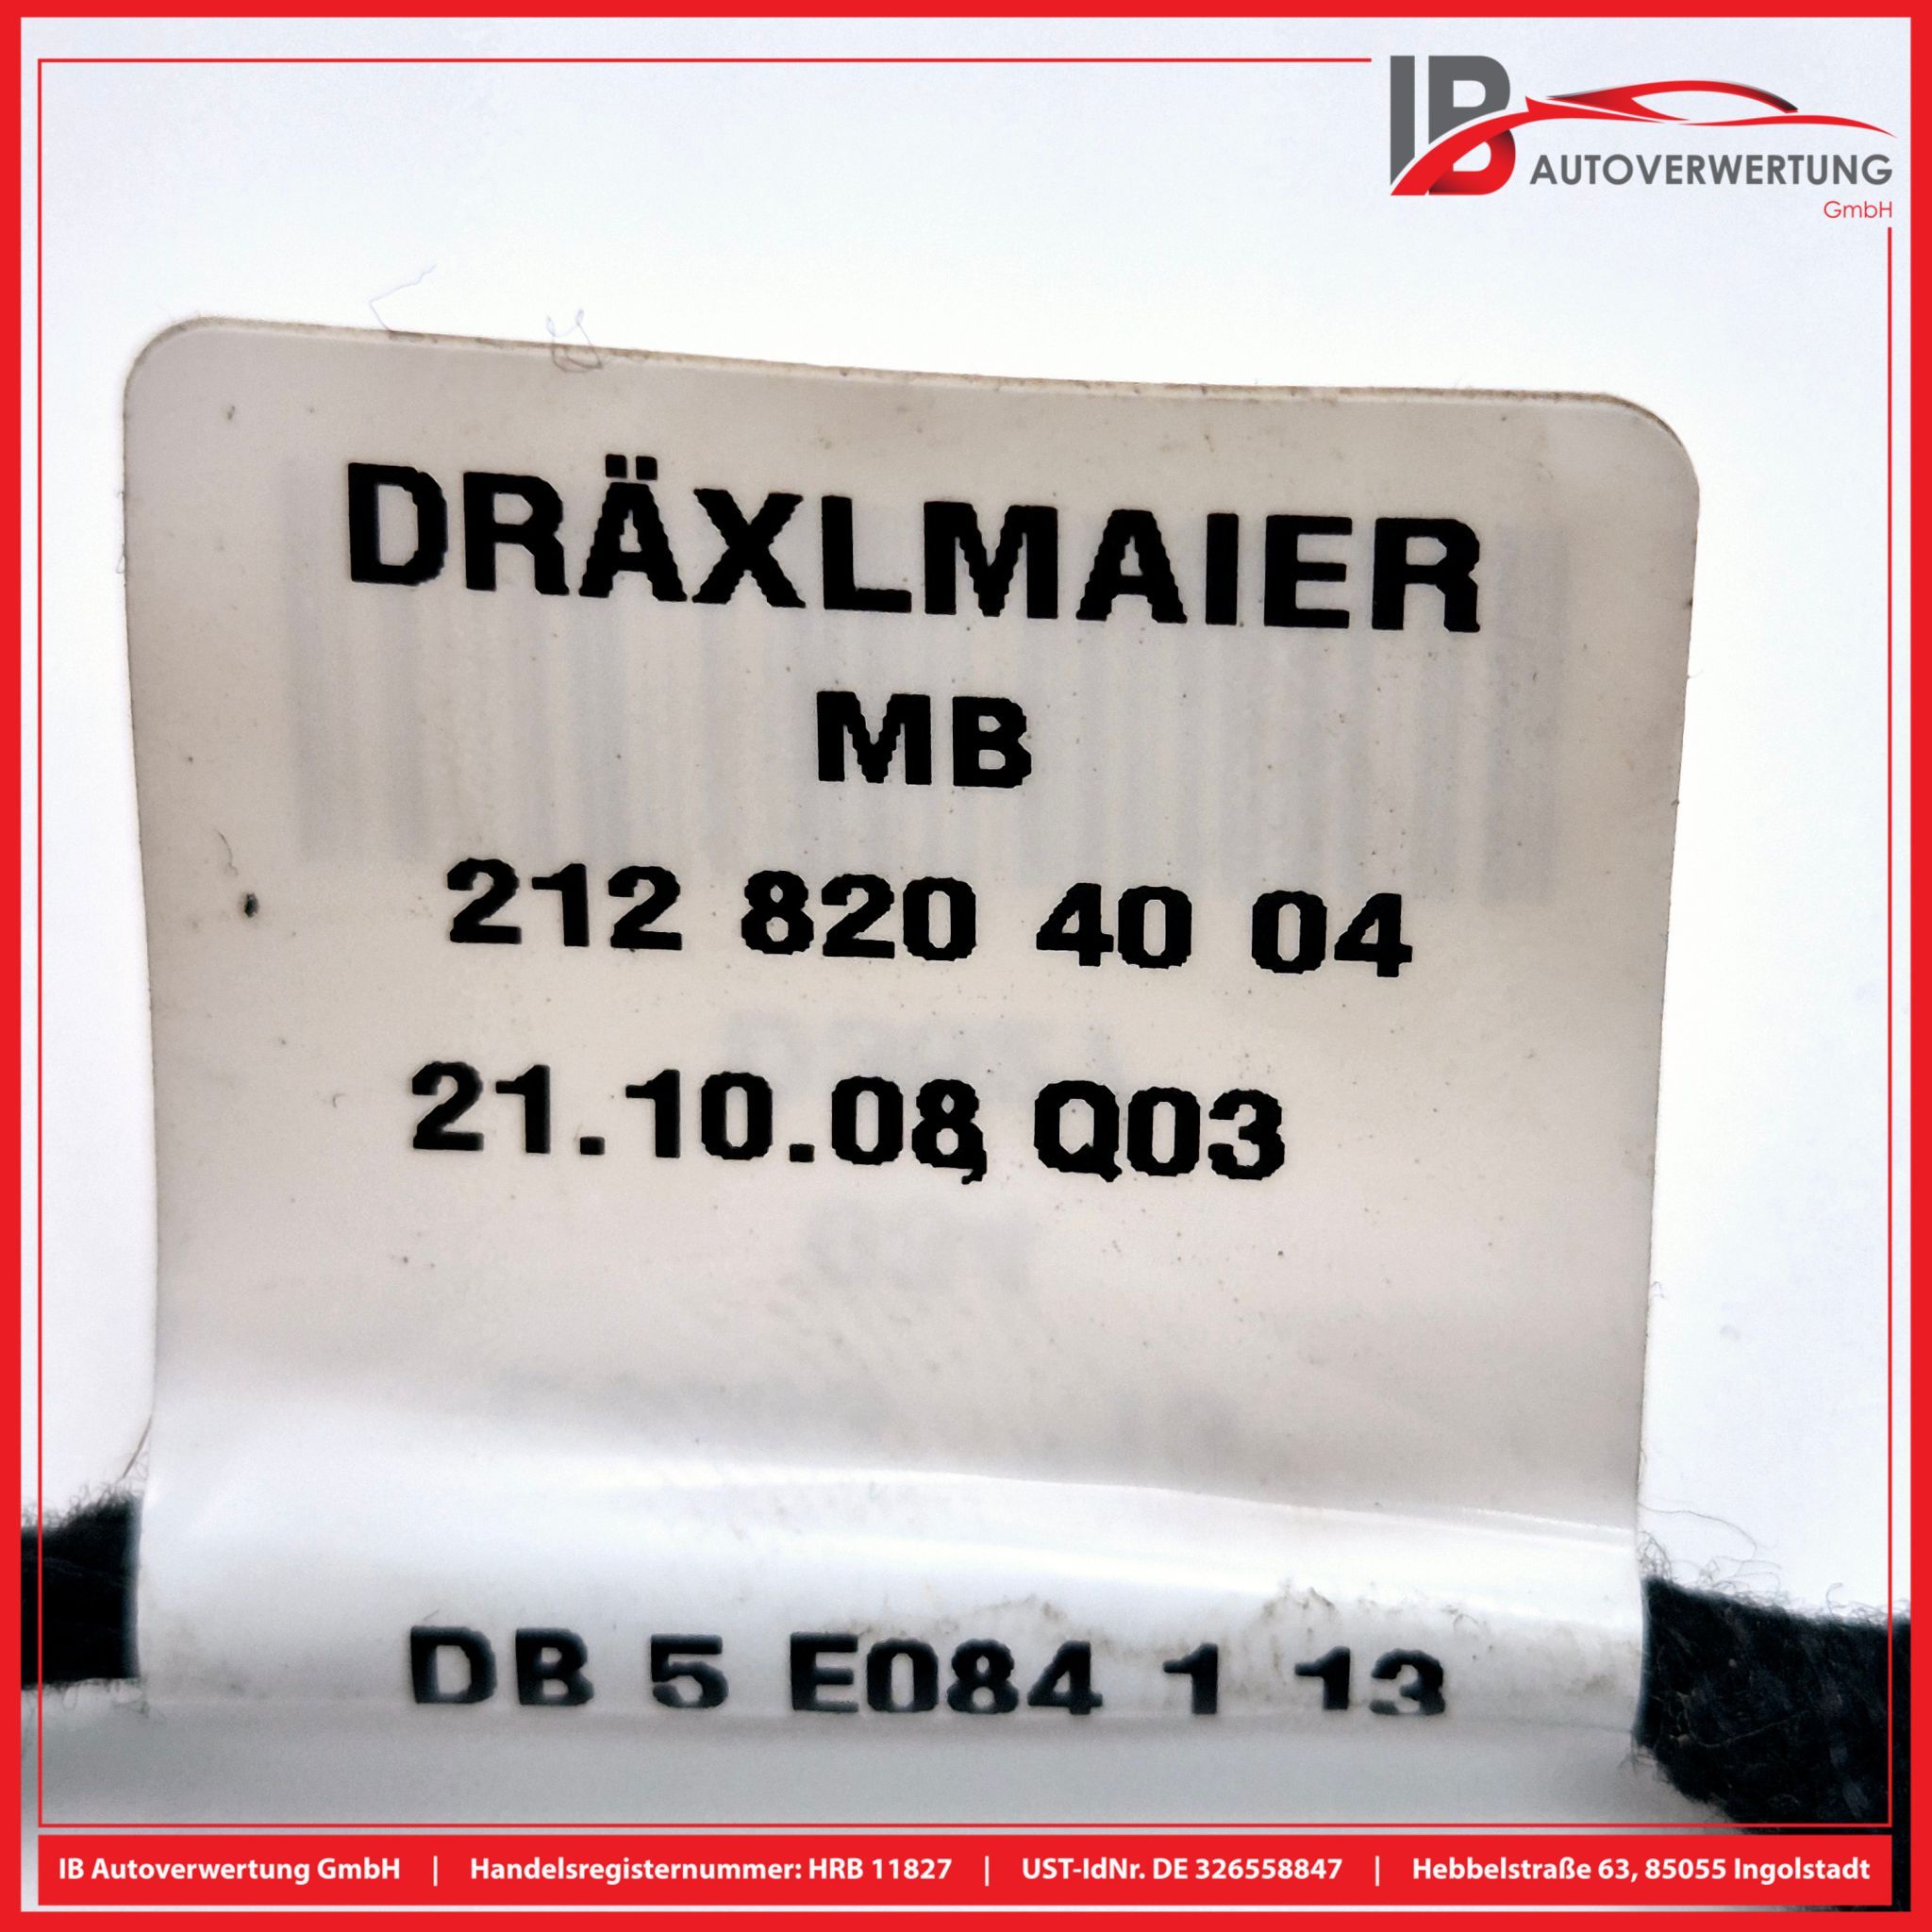 IB
AUTOVERWERTUNG
GmbH
DRÄXLMAIER
MB
212 820 40 04
21.10.08, Q03
DB 5 E084 1 13
IB Autoverwertung GmbH | Handelsregisternummer: HRB 11827 | UST-IdNr. DE 326558847 | Hebbelstraße 63, 85055 Ingolstadt